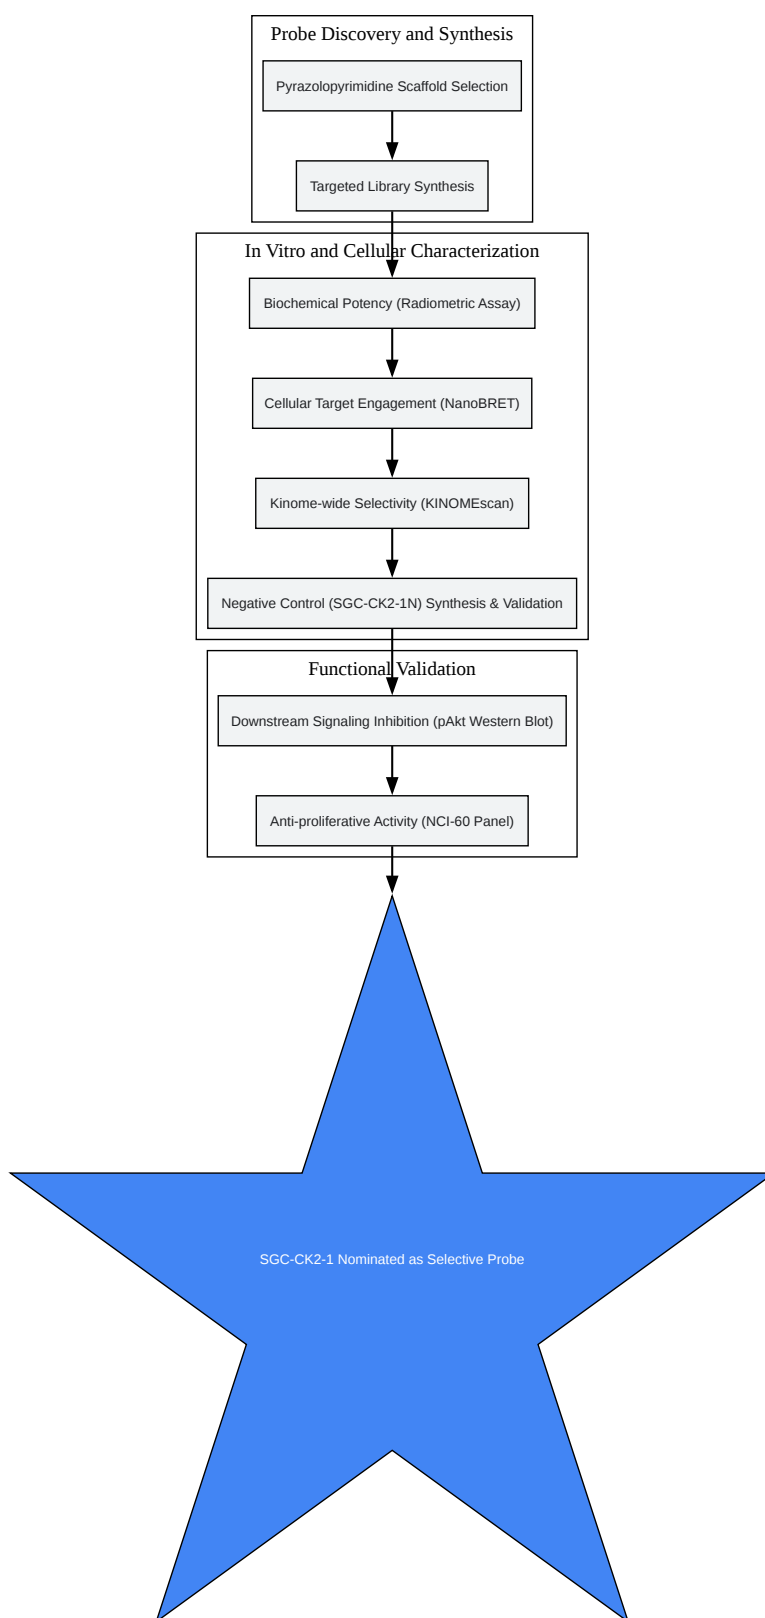 Probe Discovery and Synthesis
Pyrazolopyrimidine Scaffold Selection
Targeted Library Synthesis
In Vitro and Cellular Characterization
Biochemical Potency (Radiometric Assay)
Cellular Target Engagement (NanoBRET)
Kinome-wide Selectivity (KINOMEscan)
Negative Control (SGC-CK2-1N) Synthesis & Validation
Functional Validation
Downstream Signaling Inhibition (pAkt Western Blot)
Anti-proliferative Activity (NCI-60 Panel)
SGC-CK2-1 Nominated as Selective Probe